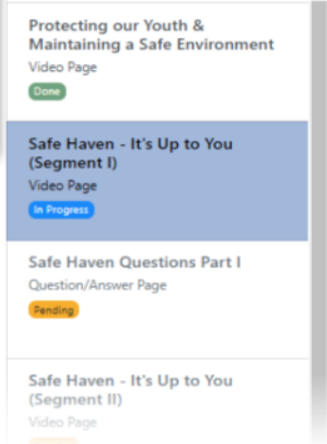 Protecting our Youth &
Maintaining a Safe Environment
Video Page
Done
Safe Haven - It's Up to You
(Segment I)
Video Page
In Progress
Safe Haven Questions Part I
Question/Answer Page
Pending
Safe Haven - It's Up to You
(Segment II)
Video Page